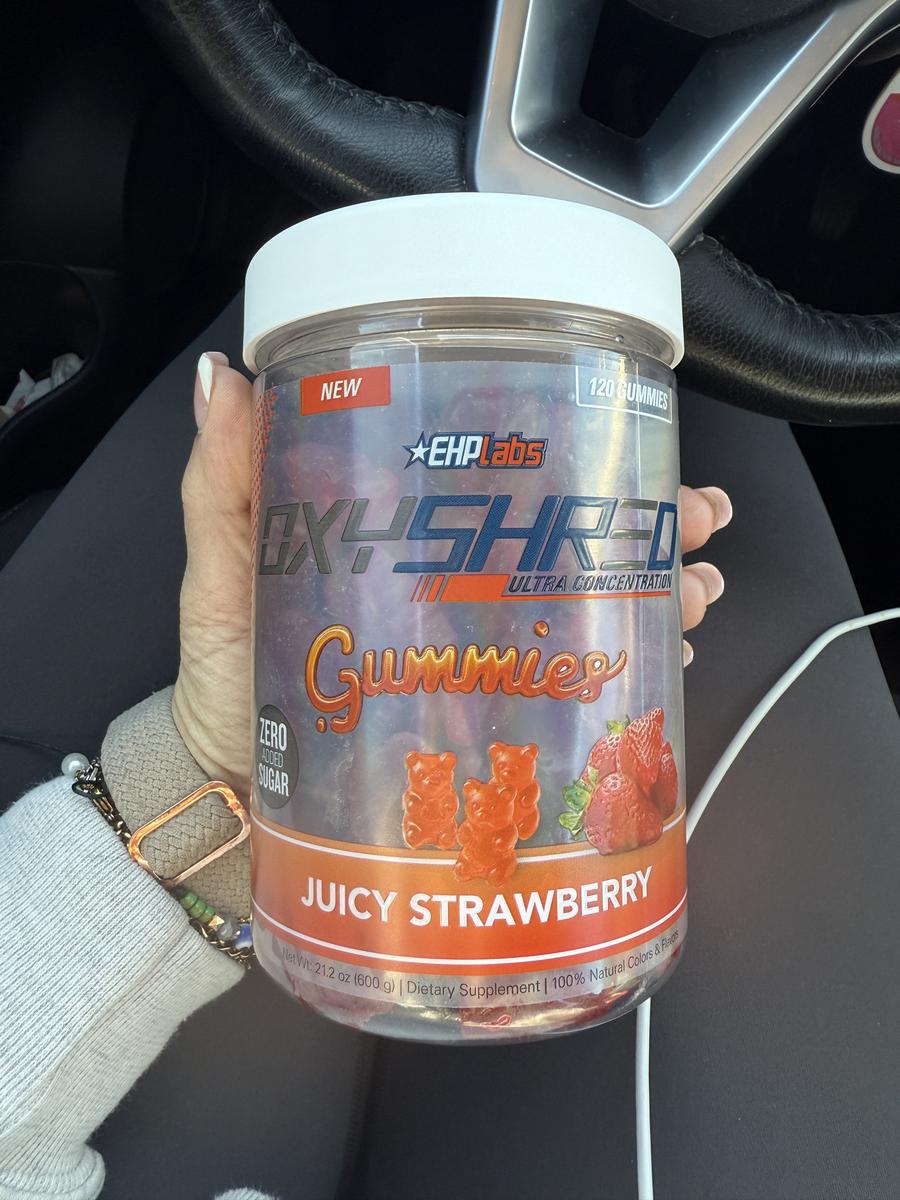 NEW
120 GUMMIES
EHPLabs
OXYSHRED
ULTRA CONCENTRATION
Gummies
ZERO
ADDED
SUGAR
JUICY STRAWBERRY
Net Wt: 21.2 oz (600 g) | Dietary Supplement | 100% Natural Colors & Flavors